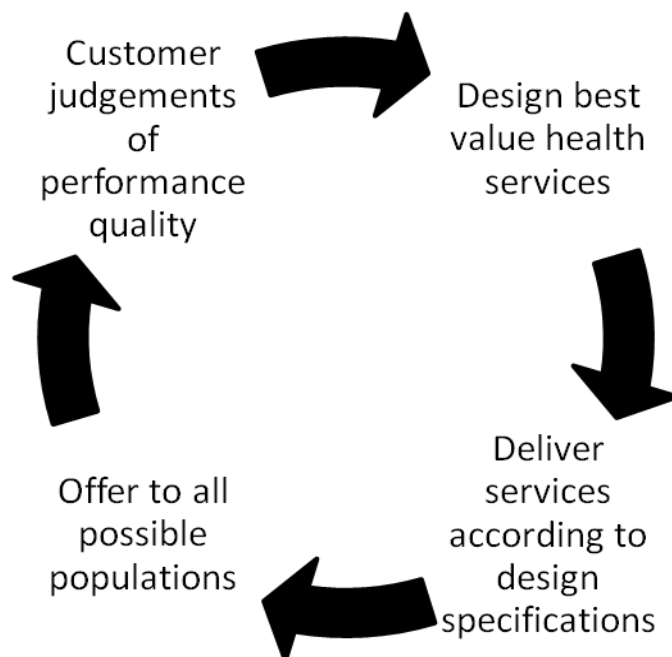 Customer
judgements
of
performance
quality
Design best
value health
services
Deliver
services
according to
design
specifications
Offer to all
possible
populations